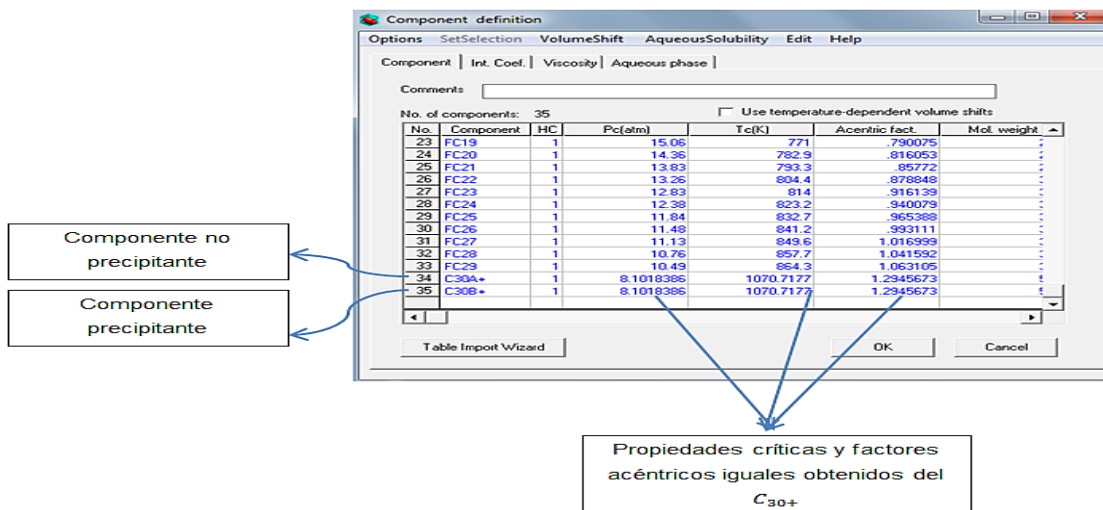 Component definition
Options SetSelection VolumeShift AqueousSolubility Edit Help
Component Int. Coef. Viscosity Aqueous phase
Comments
No. of components: 35 Use temperature-dependent volume shifts
No. Component HC Pc(atm) Tc(K) Acentric fact. Mol. weight
23 FC19 1 15.06 771 .790075
24 FC20 1 14.36 782.9 .816053
25 FC21 1 13.83 793.3 .85772
26 FC22 1 13.26 804.4 .878848
27 FC23 1 12.83 814 .916139
28 FC24 1 12.38 823.2 .940079
29 FC25 1 11.84 832.7 .965388
30 FC26 1 11.48 841.2 .993111
31 FC27 1 11.13 849.6 1.016999
32 FC28 1 10.76 857.7 1.041592
33 FC29 1 10.49 864.3 1.063105
34 C30A+ 1 8.1018386 1070.7177 1.2945673
35 C30B+ 1 8.1018386 1070.7177 1.2945673
Table Import Wizard OK Cancel
Componente no
precipitante
Componente
precipitante
Propiedades críticas y factores
acéntricos iguales obtenidos del
C₃₀₊